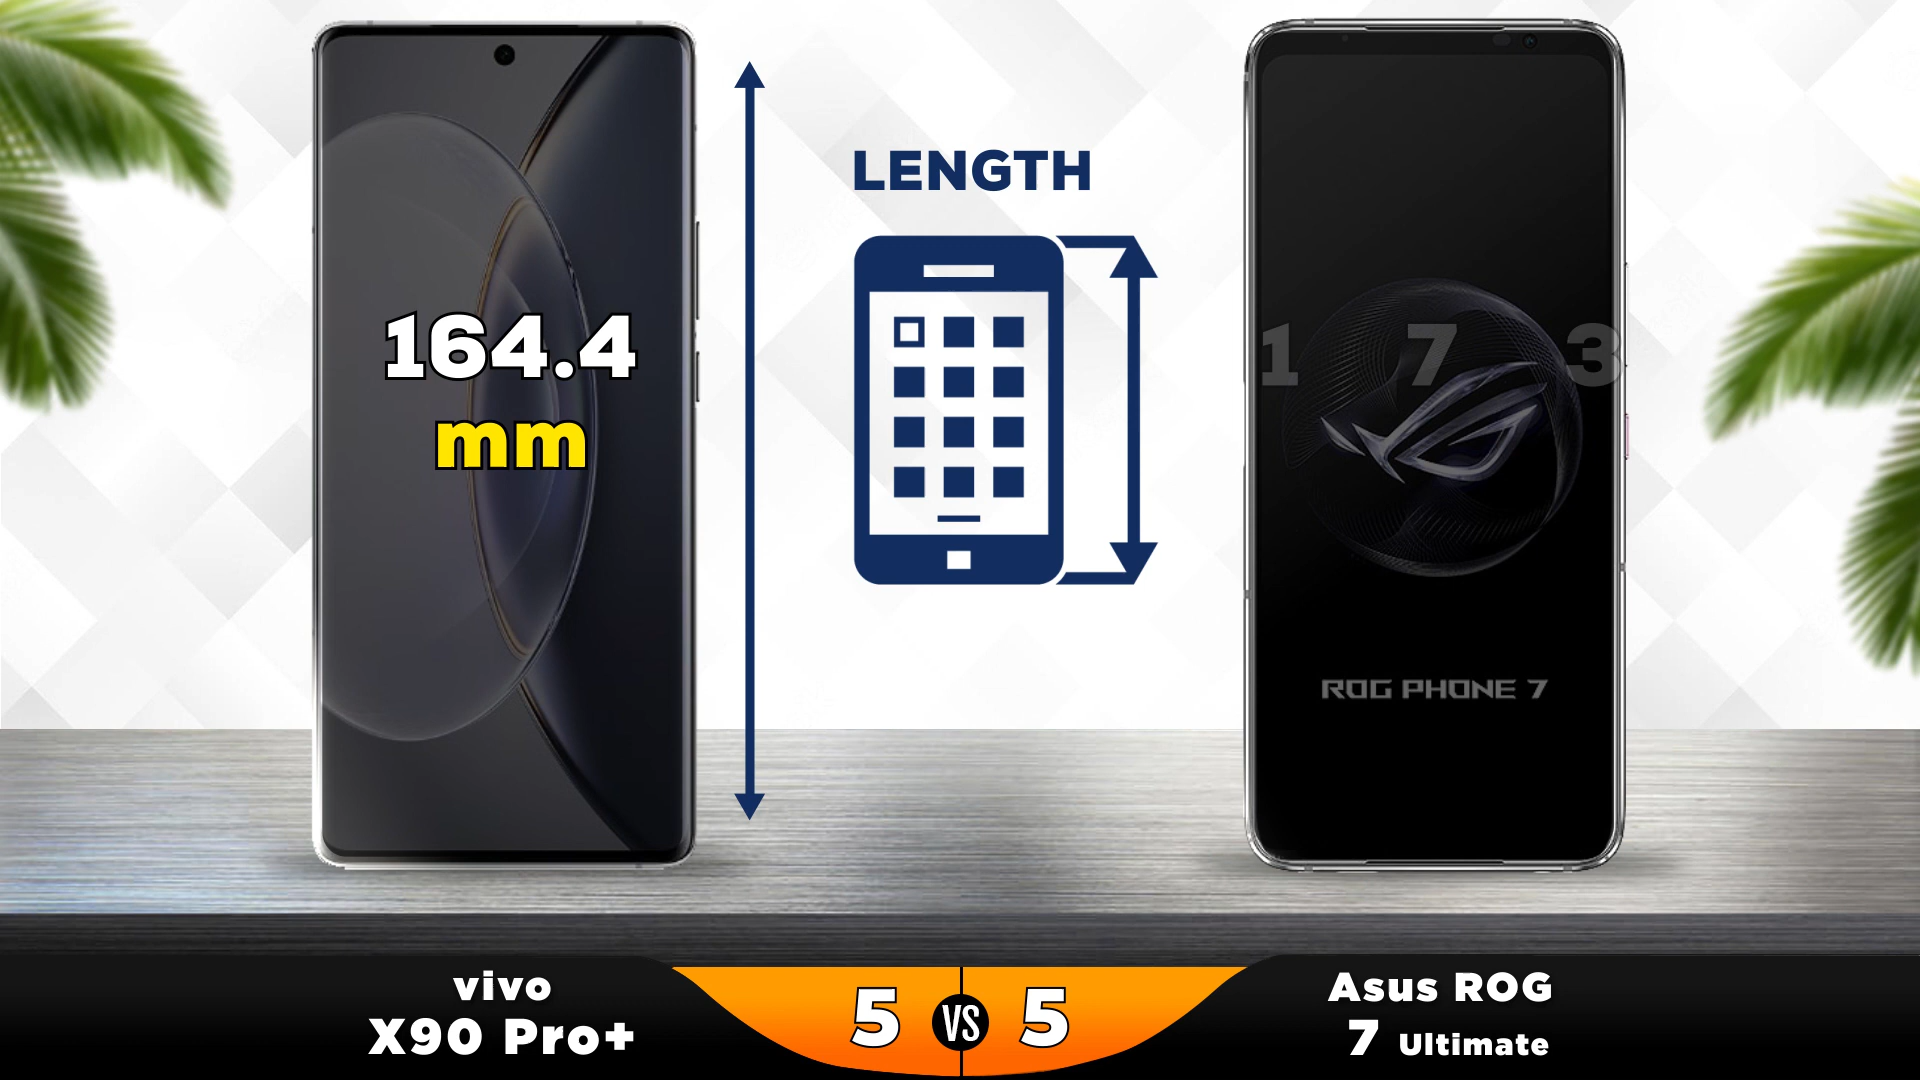 LENGTH
164.4
mm
1 7 3
ROG PHONE 7
vivo
X90 Pro+
5 VS 5
Asus ROG
7 Ultimate